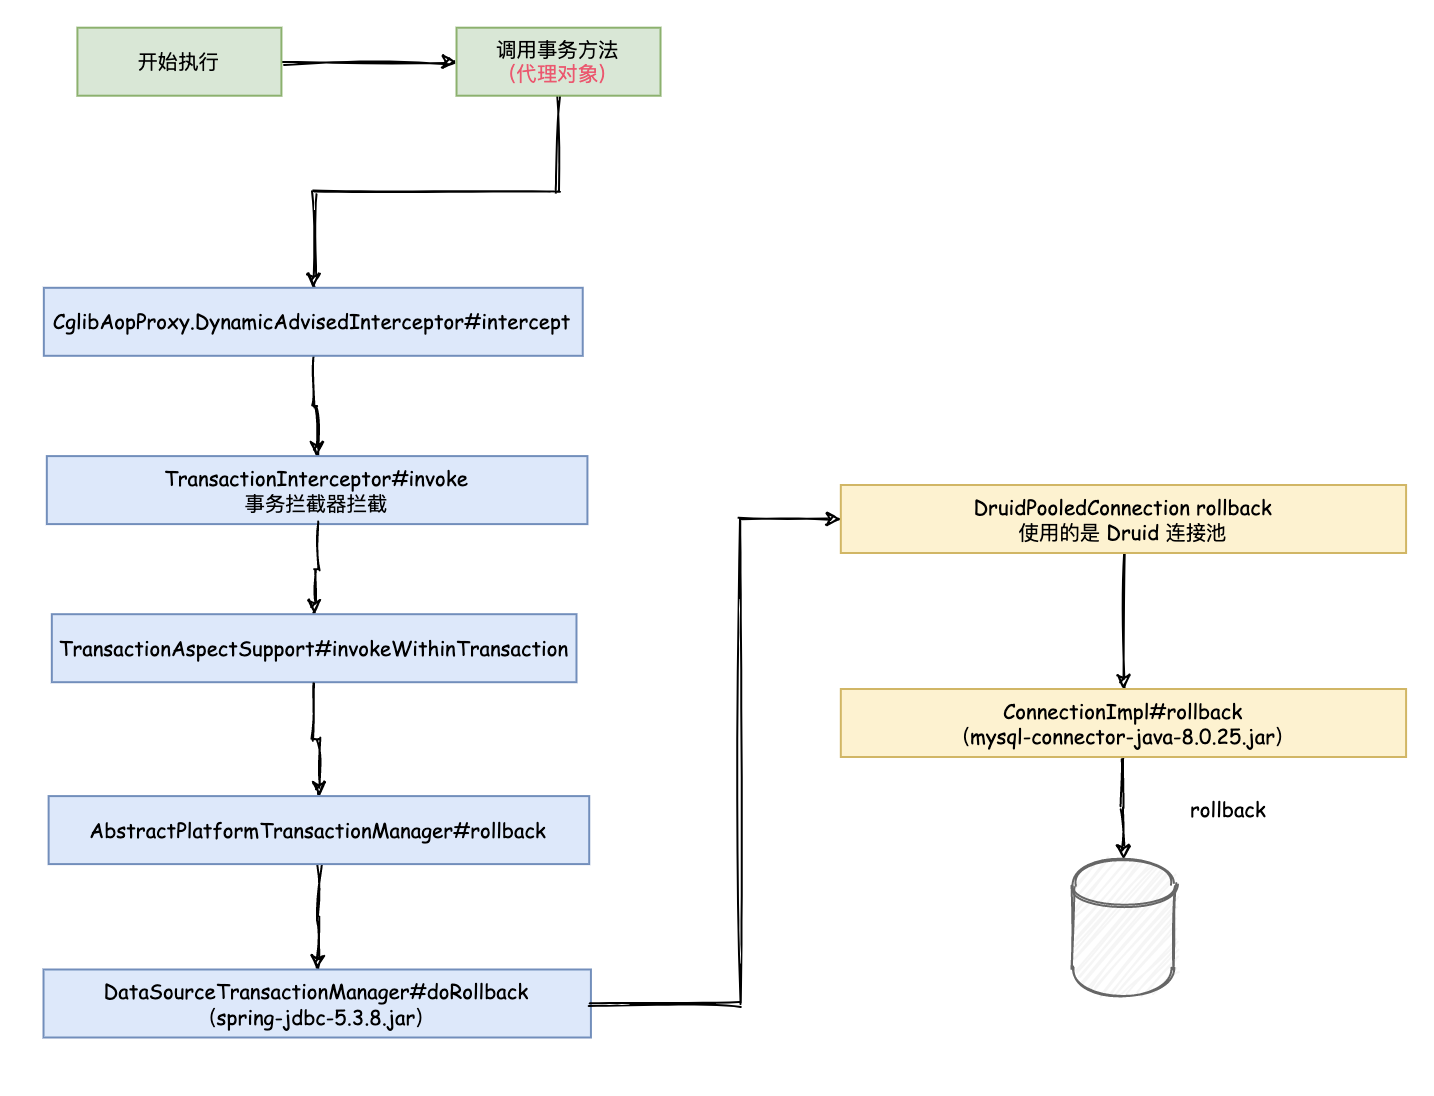 开始执行
调用事务方法
（代理对象）
CglibAopProxy.DynamicAdvisedInterceptor#intercept
TransactionInterceptor#invoke
事务拦截器拦截
TransactionAspectSupport#invokeWithinTransaction
AbstractPlatformTransactionManager#rollback
DataSourceTransactionManager#doRollback
(spring-jdbc-5.3.8.jar)
DruidPooledConnection rollback
使用的是 Druid 连接池
ConnectionImpl#rollback
(mysql-connector-java-8.0.25.jar)
rollback